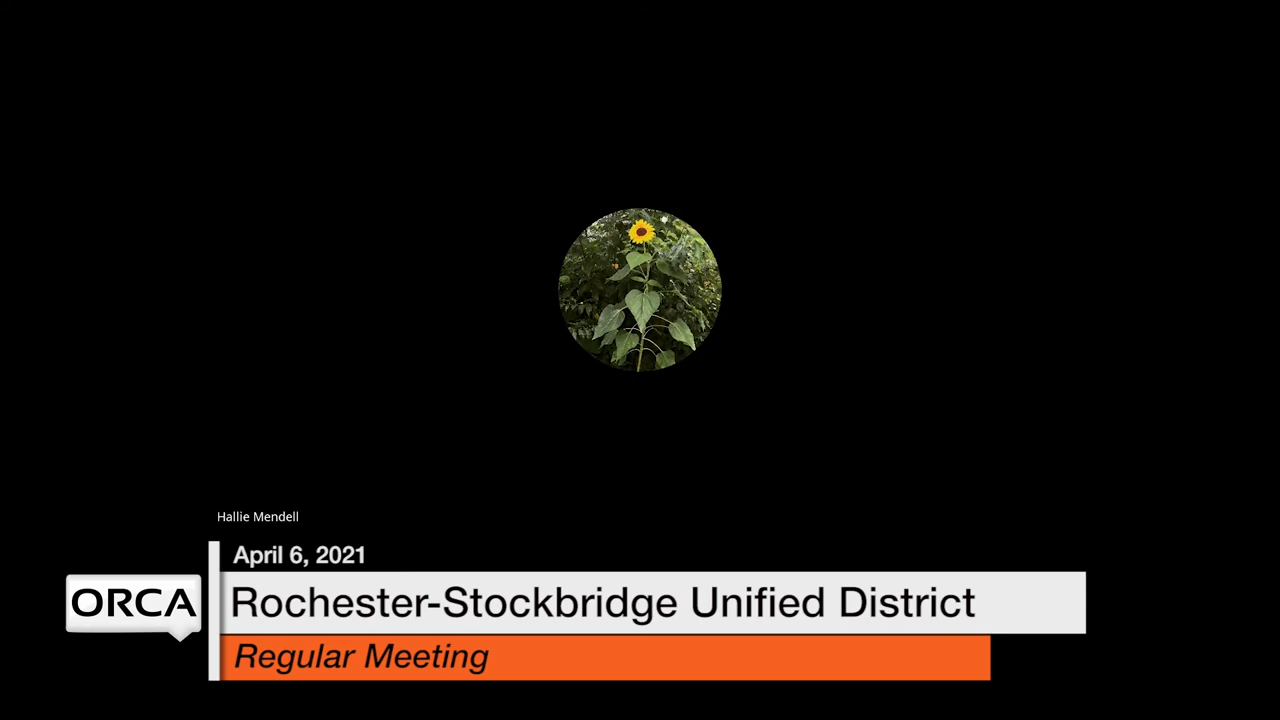 Hallie Mendell
April 6, 2021
ORCA
Rochester-Stockbridge Unified District
Regular Meeting